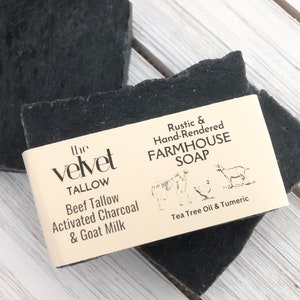 the
velvet
TALLOW
Beef Tallow
Activated Charcoal
& Goat Milk
Rustic &
Hand-Rendered
FARMHOUSE
SOAP
Tea Tree Oil & Tumeric